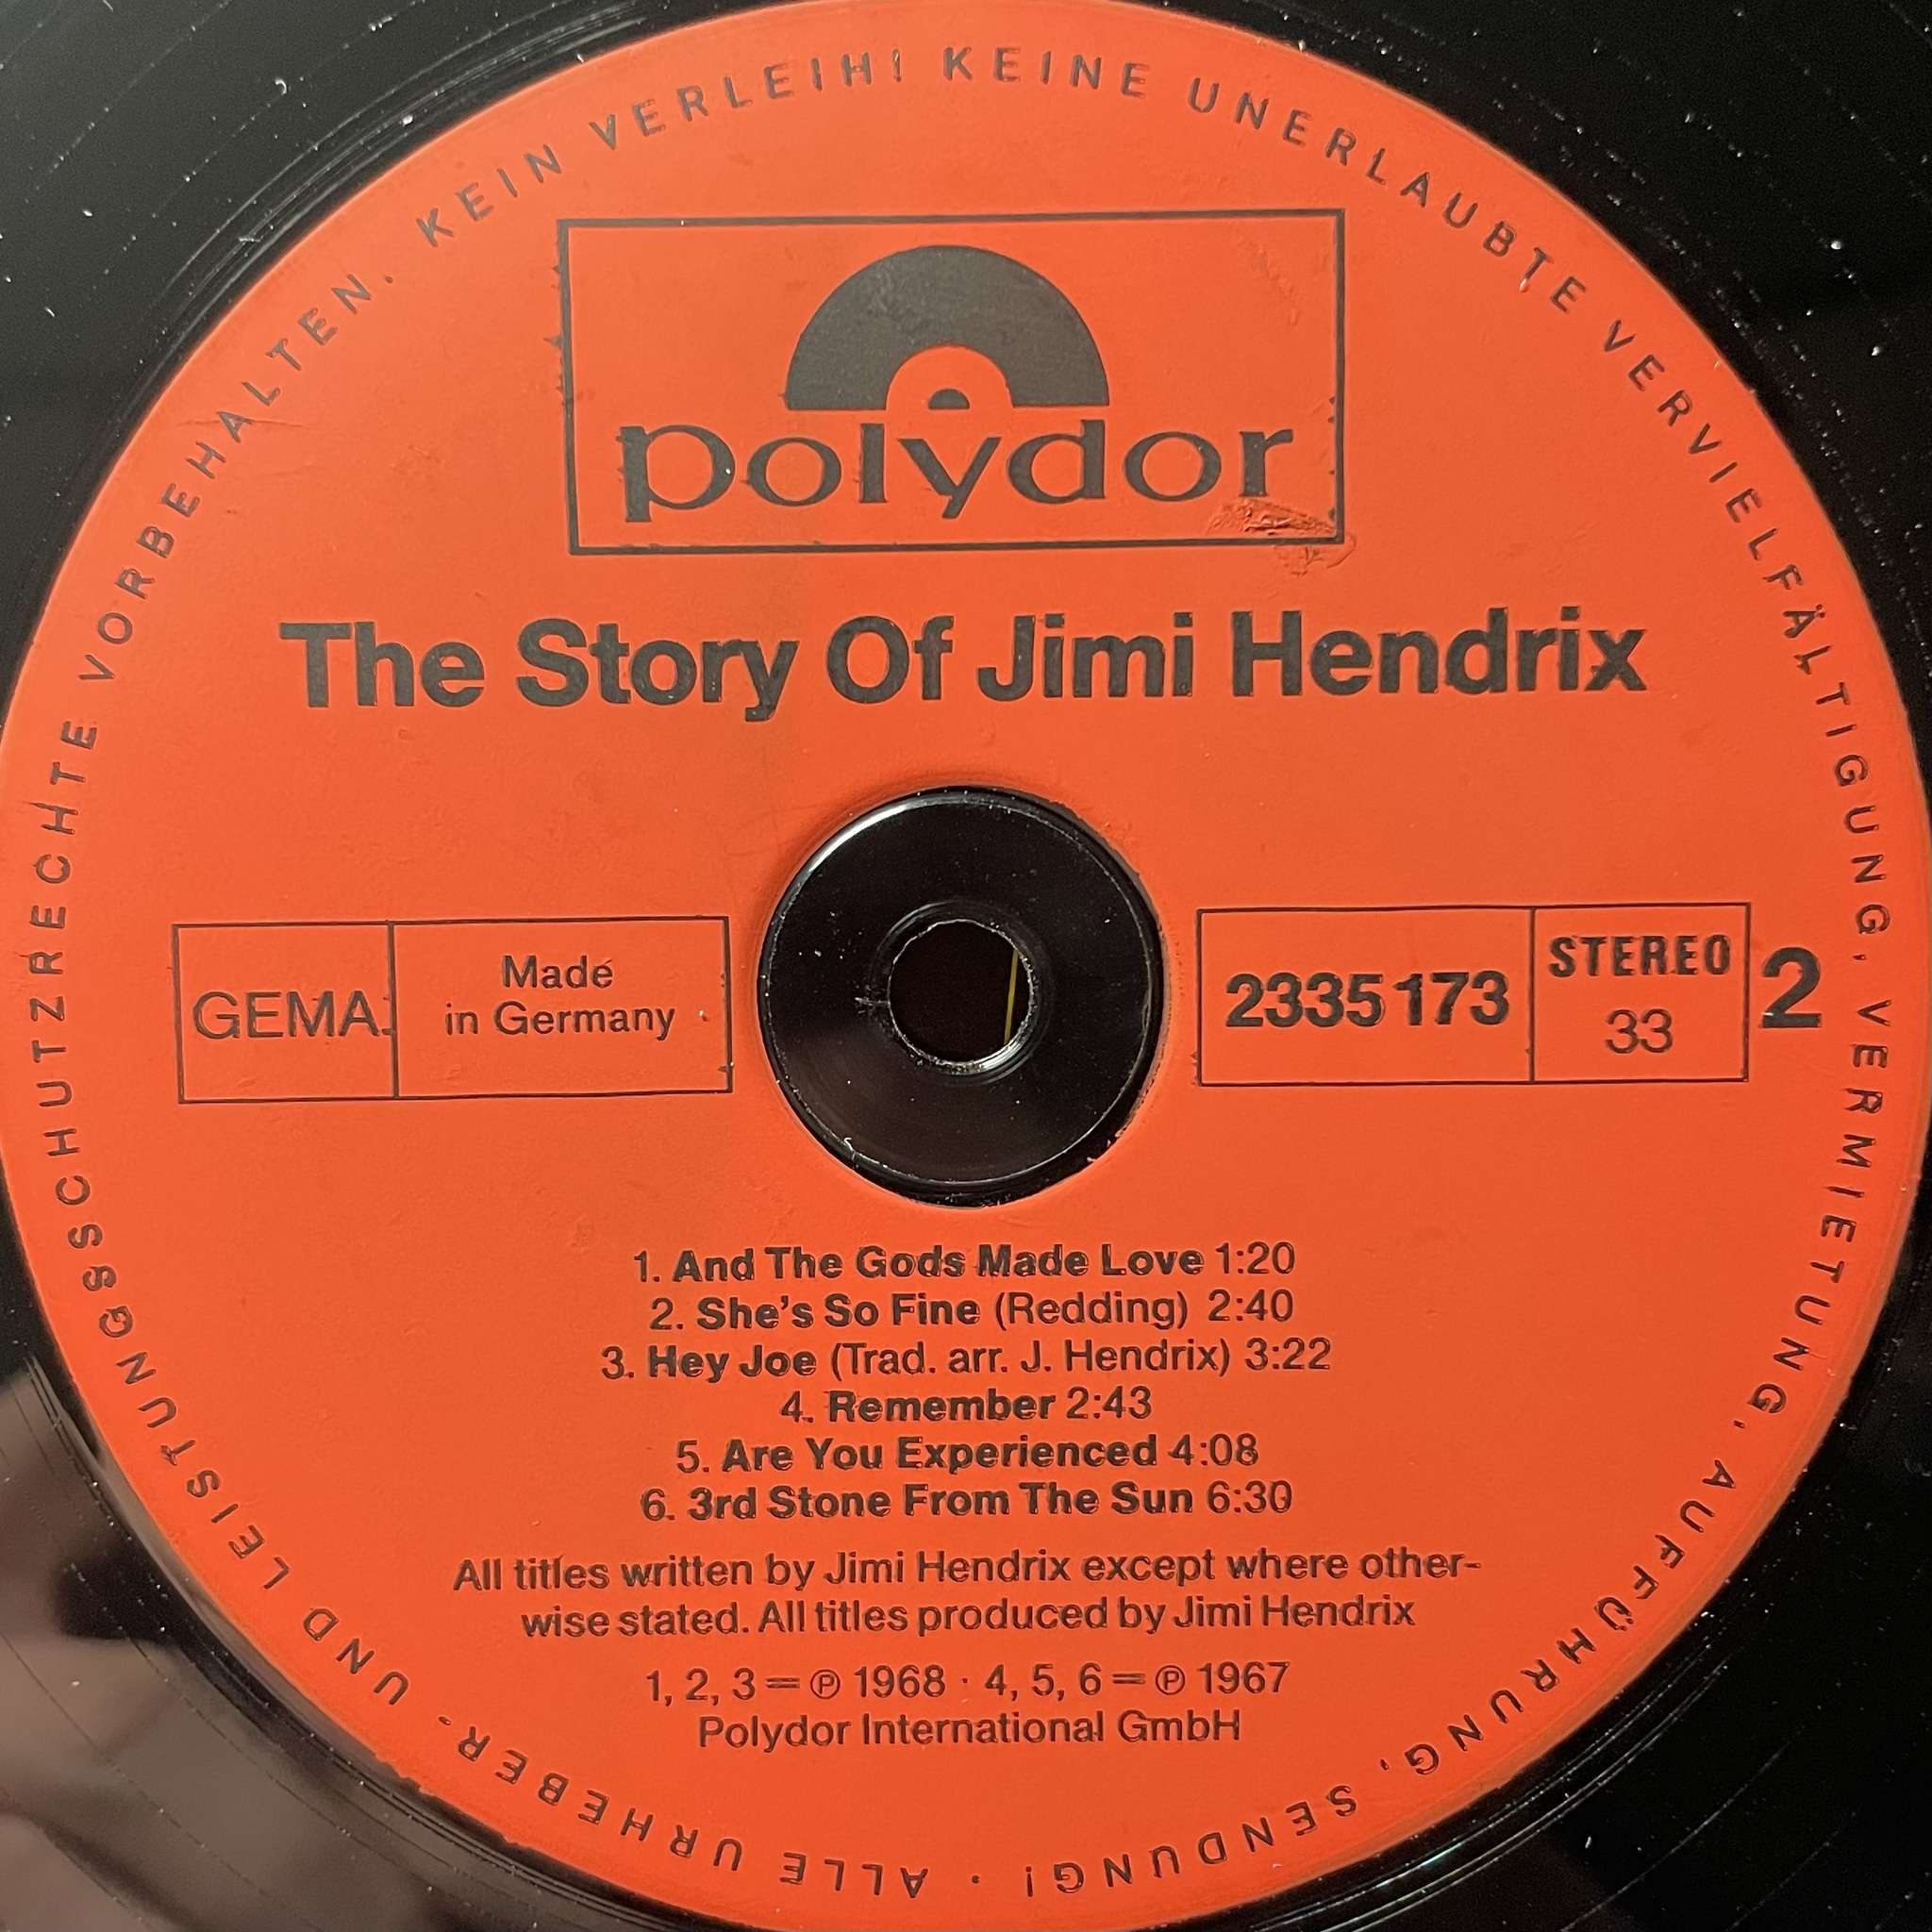 ALLE URHEBER- UND LEISTUNGSSCHUTZRECHTE VORBEHALTEN. KEIN VERLEIH! KEINE UNERLAUBTE VERVIELFÄLTIGUNG, VERMIETUNG, AUFFÜHRUNG, SENDUNG! ·
polydor
The Story Of Jimi Hendrix
GEMA
Made
in Germany
2335 173
STEREO
33
2
1. And The Gods Made Love 1:20
2. She's So Fine (Redding) 2:40
3. Hey Joe (Trad. arr. J. Hendrix) 3:22
4. Remember 2:43
5. Are You Experienced 4:08
6. 3rd Stone From The Sun 6:30
All titles written by Jimi Hendrix except where other-
wise stated. All titles produced by Jimi Hendrix
1, 2, 3 = ℗ 1968 · 4, 5, 6 = ℗ 1967
Polydor International GmbH